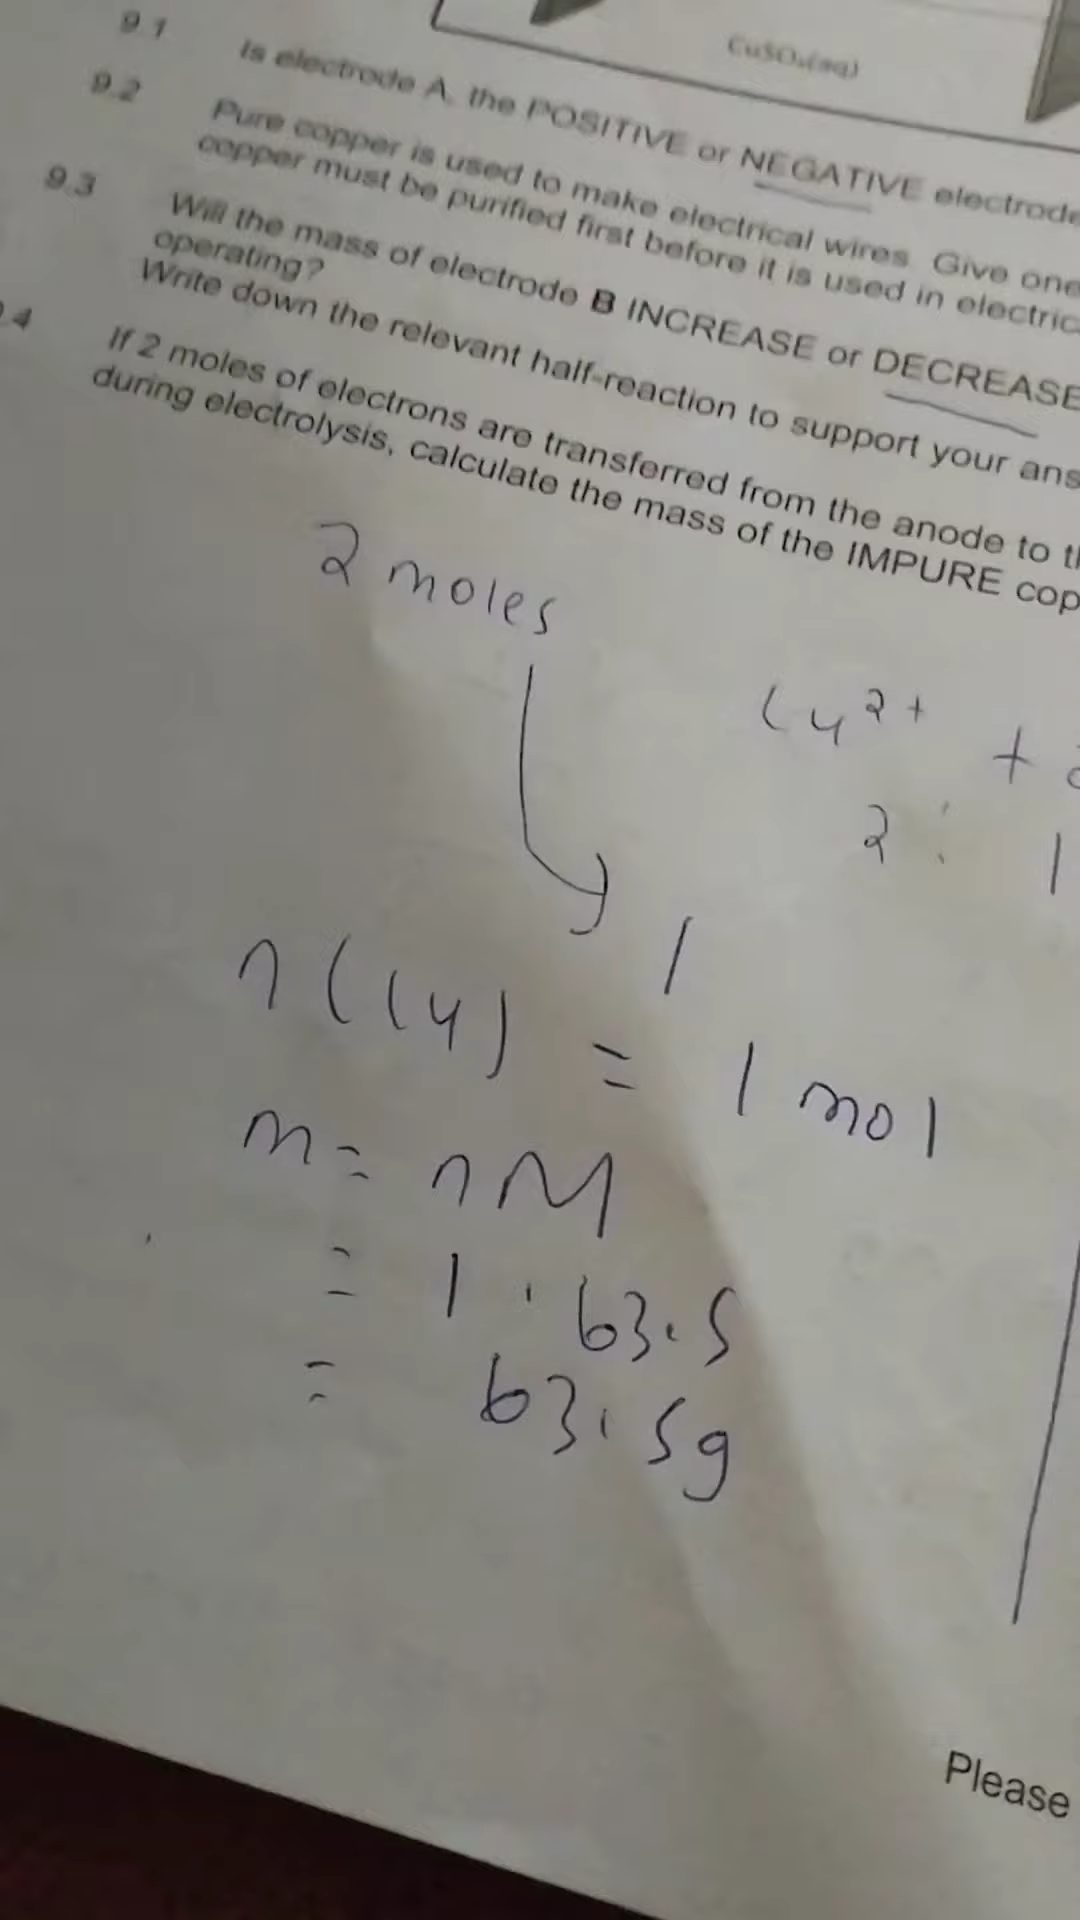 CuSO₄(aq)
9.1 Is electrode A, the POSITIVE or NEGATIVE electrode
9.2 Pure copper is used to make electrical wires. Give one
copper must be purified first before it is used in electric
9.3 Will the mass of electrode B INCREASE or DECREASE
operating?
Write down the relevant half-reaction to support your ans
.4 If 2 moles of electrons are transferred from the anode to th
during electrolysis, calculate the mass of the IMPURE cop
2 moles
Cu²⁺ +
2 : 1
1
n(Cu) = 1 mol
m = nM
= 1 . 63.5
= 63.5g
Please